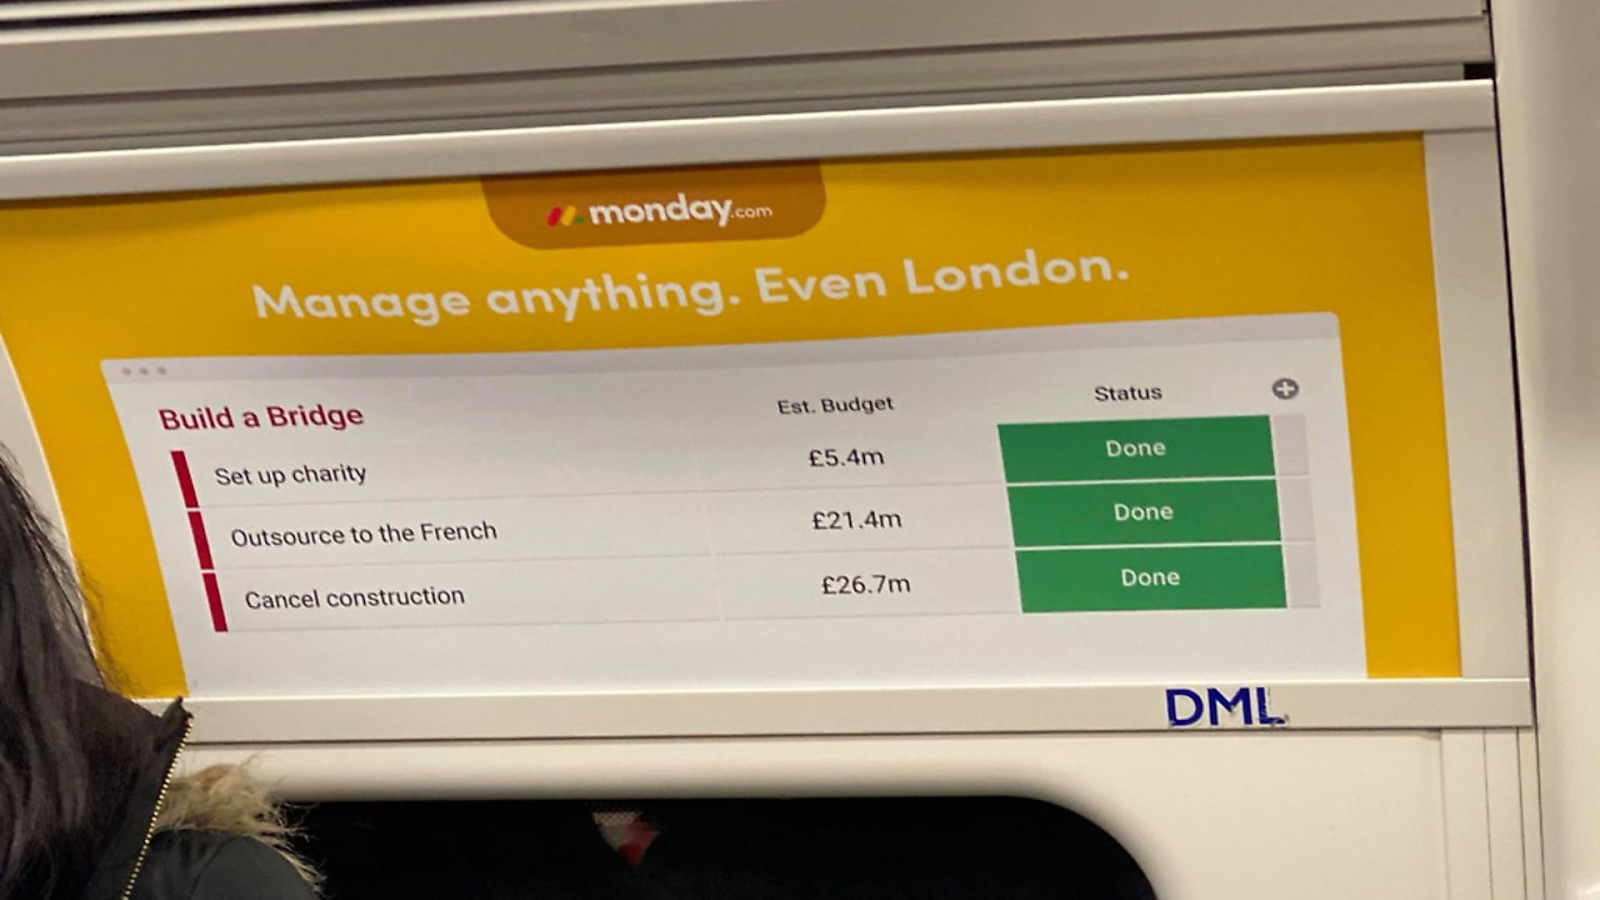 monday.com
Manage anything. Even London.
Build a Bridge Est. Budget Status
Set up charity £5.4m Done
Outsource to the French £21.4m Done
Cancel construction £26.7m Done
DML